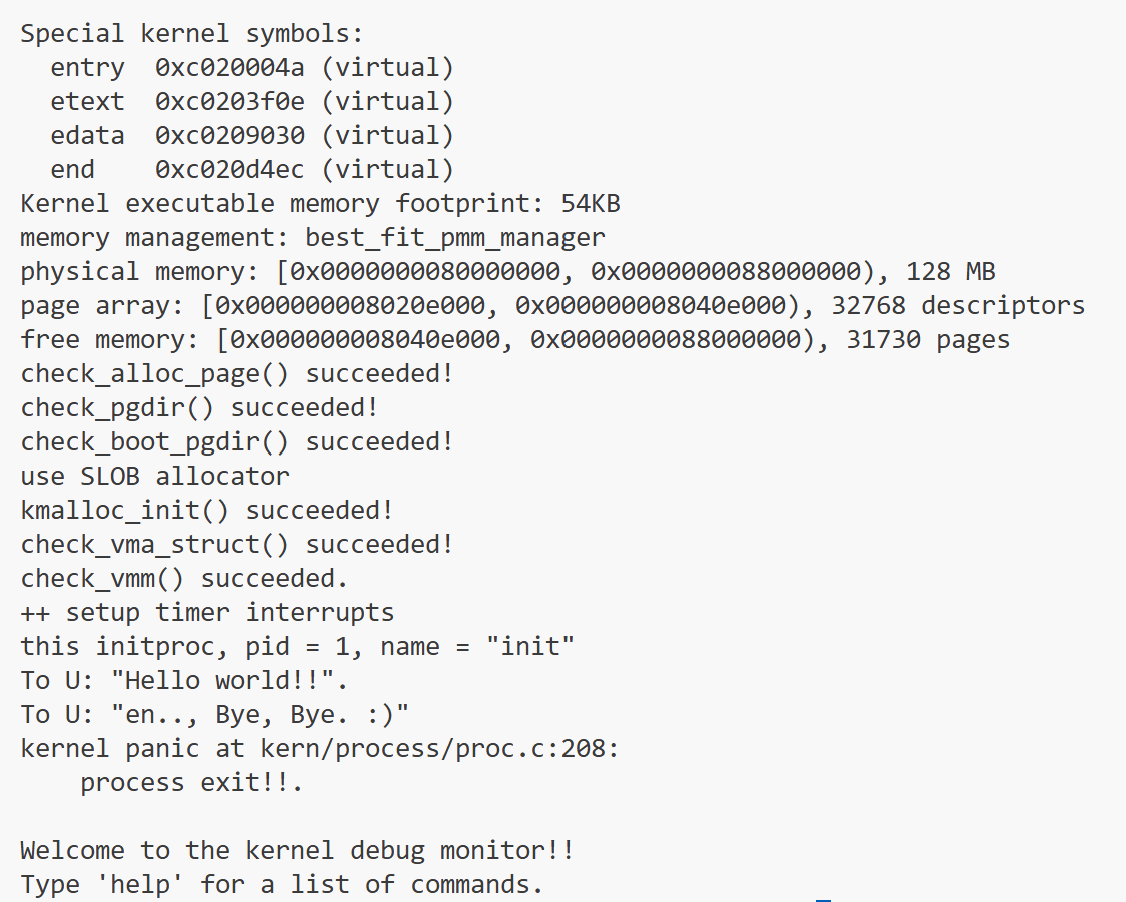 Special kernel symbols:
  entry  0xc020004a (virtual)
  etext  0xc0203f0e (virtual)
  edata  0xc0209030 (virtual)
  end    0xc020d4ec (virtual)
Kernel executable memory footprint: 54KB
memory management: best_fit_pmm_manager
physical memory: [0x0000000080000000, 0x0000000088000000), 128 MB
page array: [0x000000008020e000, 0x000000008040e000), 32768 descriptors
free memory: [0x000000008040e000, 0x0000000088000000), 31730 pages
check_alloc_page() succeeded!
check_pgdir() succeeded!
check_boot_pgdir() succeeded!
use SLOB allocator
kmalloc_init() succeeded!
check_vma_struct() succeeded!
check_vmm() succeeded.
++ setup timer interrupts
this initproc, pid = 1, name = "init"
To U: "Hello world!!".
To U: "en.., Bye, Bye. :)"
kernel panic at kern/process/proc.c:208:
    process exit!!.

Welcome to the kernel debug monitor!!
Type 'help' for a list of commands.